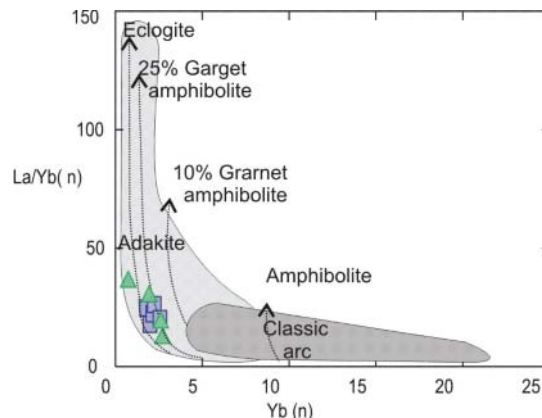 150
Eclogite
25% Garget
amphibolite
100
La/Yb( n)
10% Grarnet
amphibolite
50
Adakite
Amphibolite
Classic
arc
0
0 5 10 15 20 25
Yb (n)